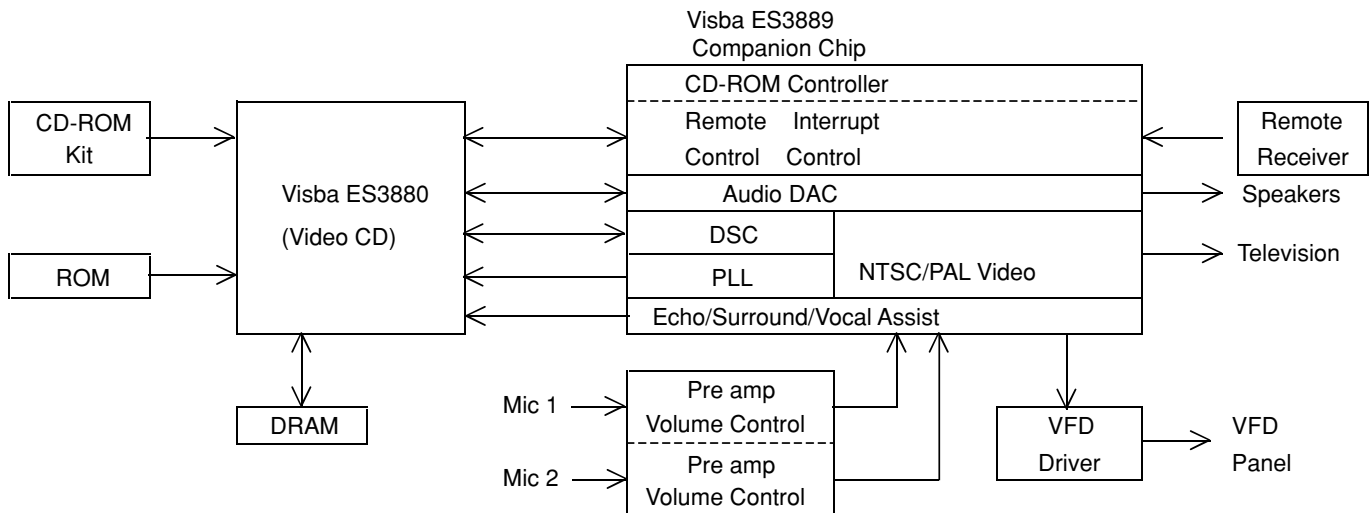 Visba ES3889
Companion Chip
CD-ROM Controller
CD-ROM
Kit
Remote Interrupt
Control Control
Remote
Receiver
Visba ES3880
(Video CD)
Audio DAC
Speakers
DSC
NTSC/PAL Video
Television
ROM
PLL
Echo/Surround/Vocal Assist
DRAM
Mic 1
Pre amp
Volume Control
Mic 2
Pre amp
Volume Control
VFD
Driver
VFD
Panel